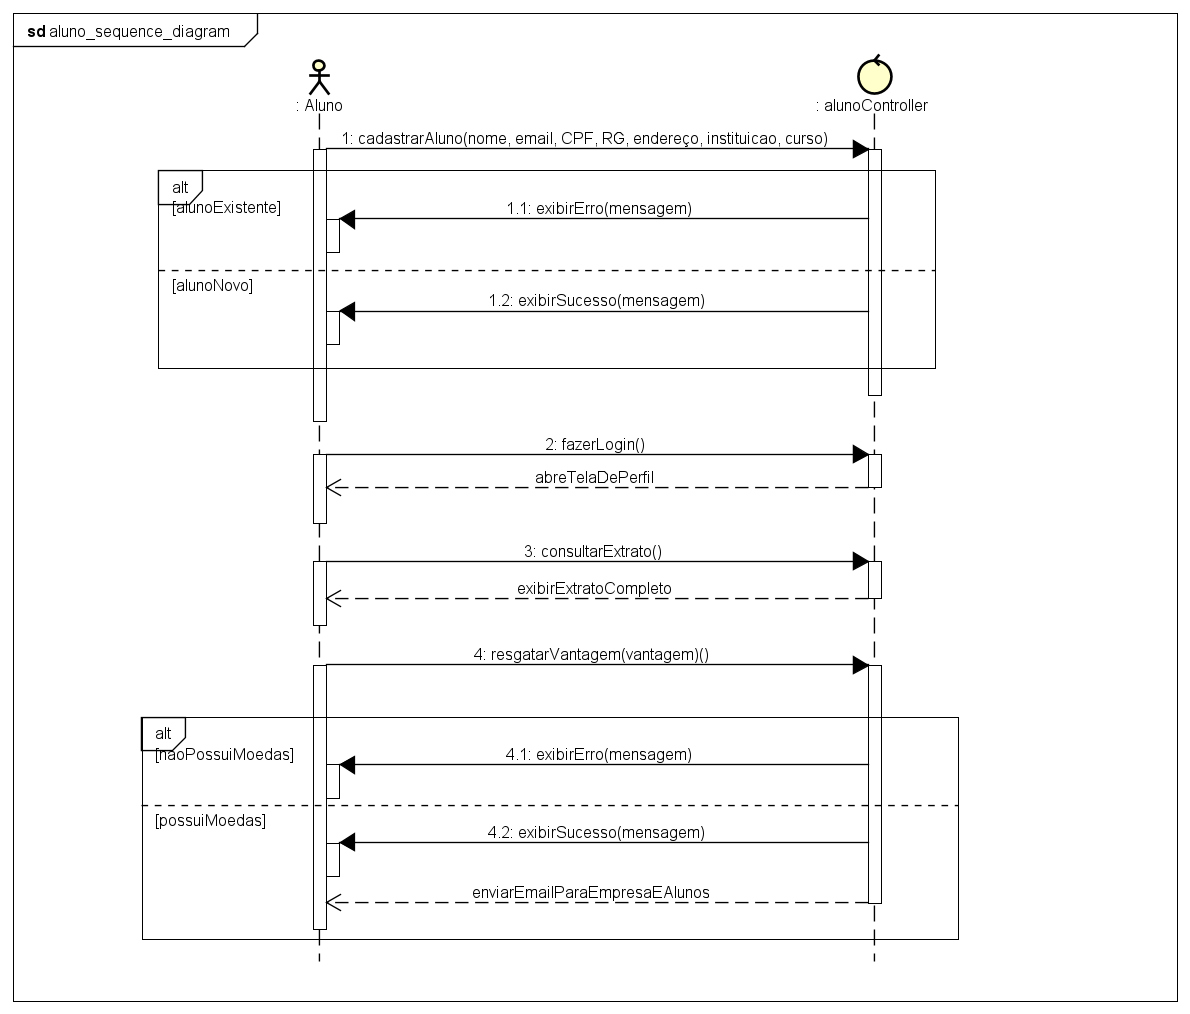 sd aluno_sequence_diagram
: Aluno
: alunoController
1: cadastrarAluno(nome, email, CPF, RG, endereço, instituicao, curso)
alt
[alunoExistente]
1.1: exibirErro(mensagem)
[alunoNovo]
1.2: exibirSucesso(mensagem)
2: fazerLogin()
abreTelaDePerfil
3: consultarExtrato()
exibirExtratoCompleto
4: resgatarVantagem(vantagem)()
alt
[naoPossuiMoedas]
4.1: exibirErro(mensagem)
[possuiMoedas]
4.2: exibirSucesso(mensagem)
enviarEmailParaEmpresaEAlunos